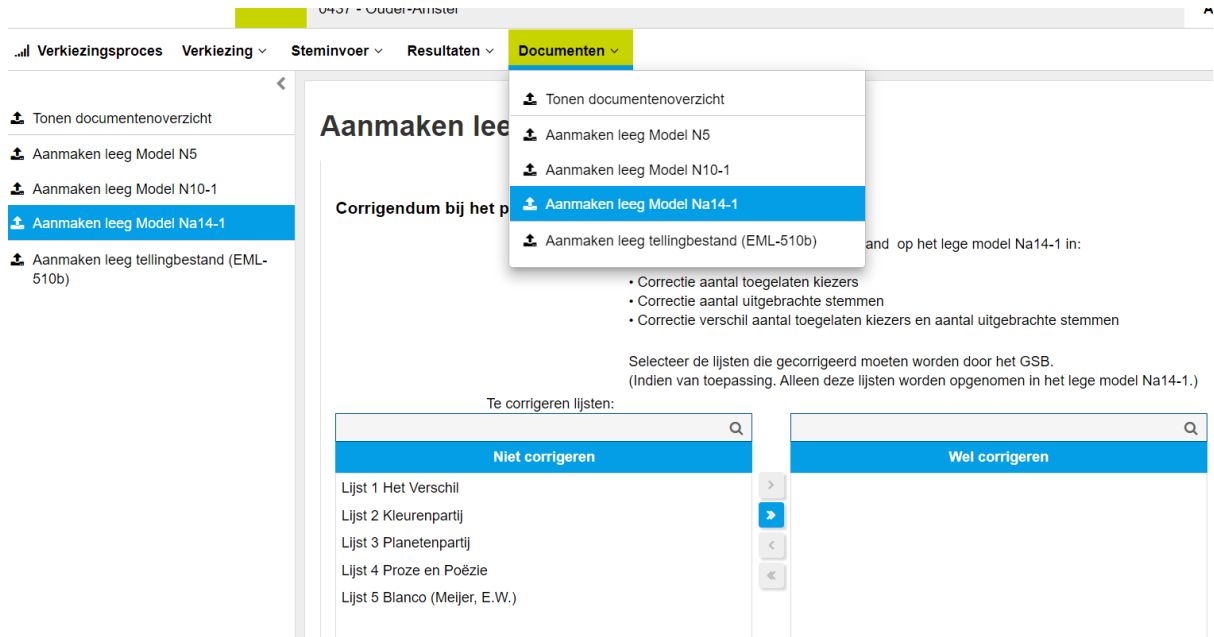 0437 - Ouder-Amstel
Verkiezingsproces Verkiezing Steminvoer Resultaten Documenten
Tonen documentenoverzicht
Aanmaken leeg Model N5
Aanmaken leeg Model N10-1
Aanmaken leeg Model Na14-1
Aanmaken leeg tellingbestand (EML-
510b)
Tonen documentenoverzicht
Aanmaken leeg Model N5
Aanmaken leeg Model N10-1
Aanmaken leeg Model Na14-1
Aanmaken leeg tellingbestand (EML-510b)
Aanmaken lee
Corrigendum bij het p
and op het lege model Na14-1 in:
• Correctie aantal toegelaten kiezers
• Correctie aantal uitgebrachte stemmen
• Correctie verschil aantal toegelaten kiezers en aantal uitgebrachte stemmen
Selecteer de lijsten die gecorrigeerd moeten worden door het GSB.
(Indien van toepassing. Alleen deze lijsten worden opgenomen in het lege model Na14-1.)
Te corrigeren lijsten:
Niet corrigeren
Lijst 1 Het Verschil
Lijst 2 Kleurenpartij
Lijst 3 Planetenpartij
Lijst 4 Proze en Poëzie
Lijst 5 Blanco (Meijer, E.W.)
Wel corrigeren